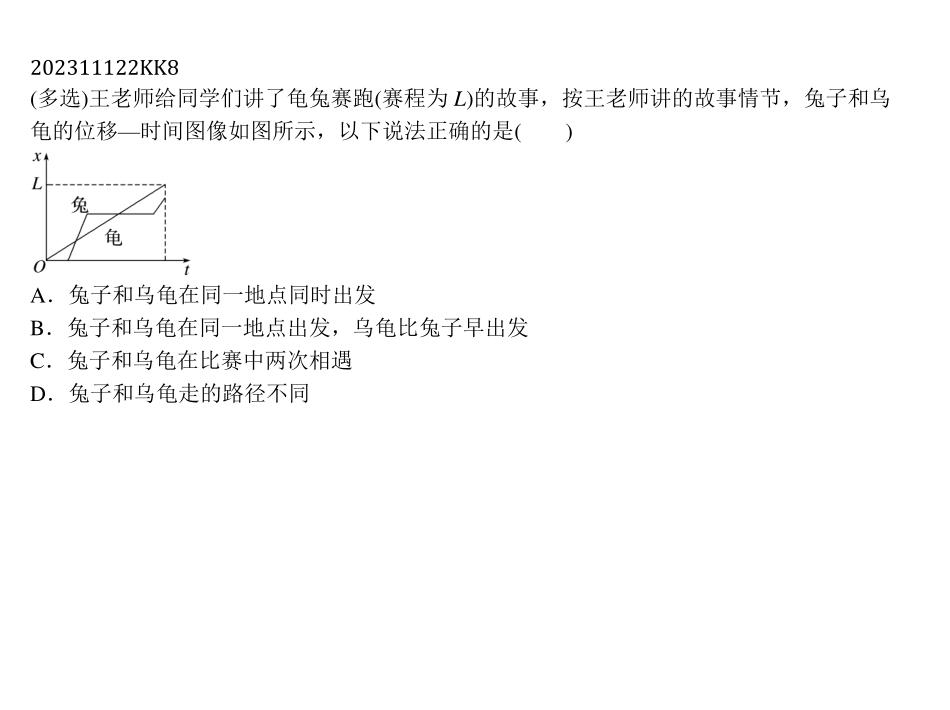 202311122KK8
(多选)王老师给同学们讲了龟兔赛跑(赛程为 L)的故事，按王老师讲的故事情节，兔子和乌
龟的位移—时间图像如图所示，以下说法正确的是(　　)
x
L
兔
龟
O
t
A．兔子和乌龟在同一地点同时出发
B．兔子和乌龟在同一地点出发，乌龟比兔子早出发
C．兔子和乌龟在比赛中两次相遇
D．兔子和乌龟走的路径不同